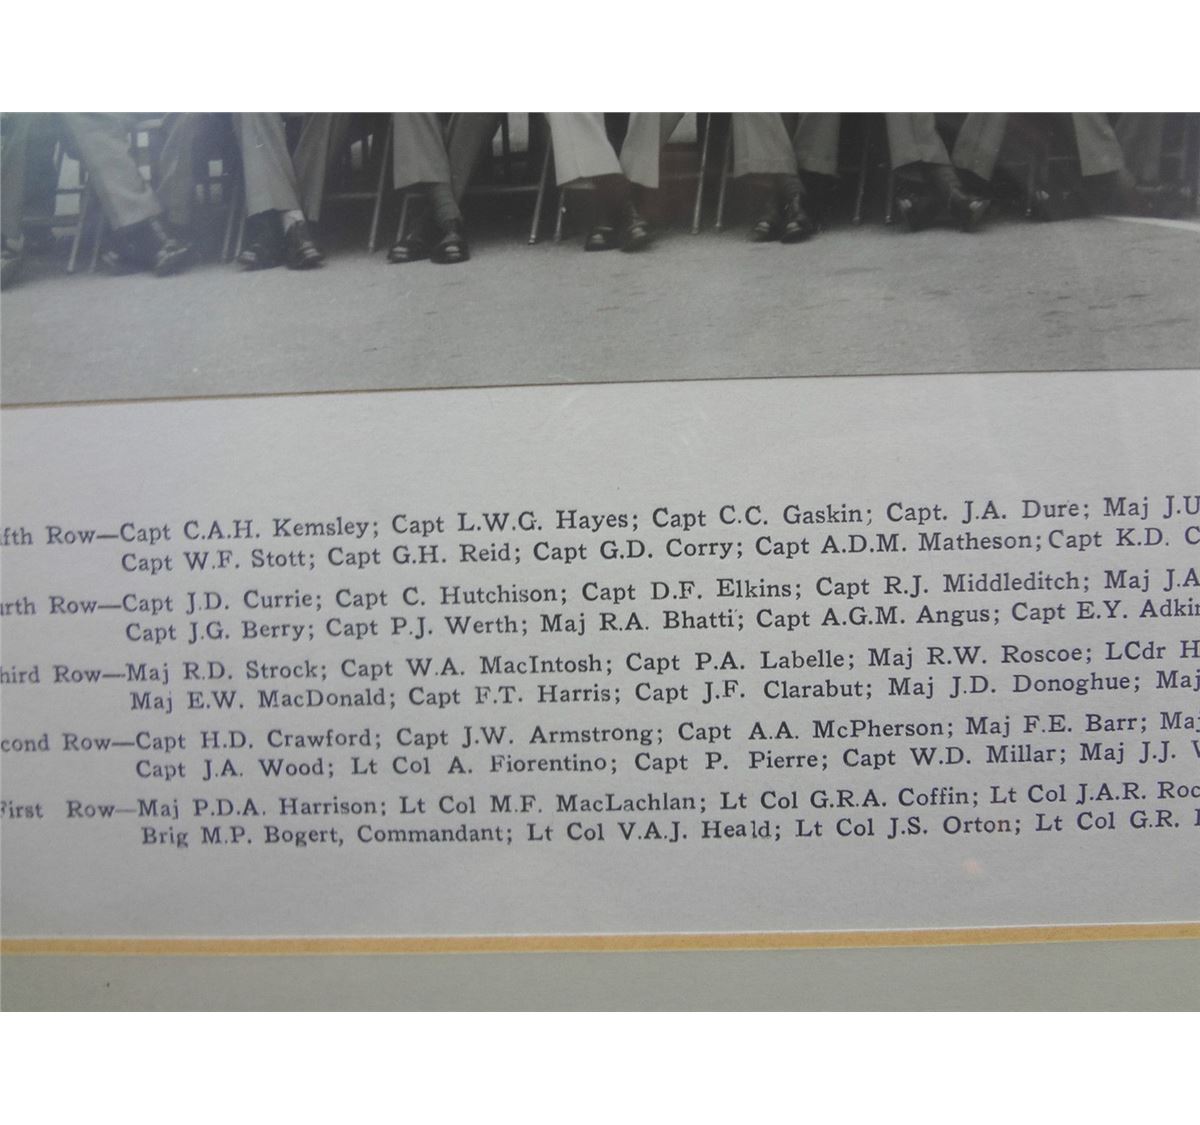 ifth Row—Capt C.A.H. Kemsley; Capt L.W.G. Hayes; Capt C.C. Gaskin; Capt. J.A. Dure; Maj J.U
Capt W.F. Stott; Capt G.H. Reid; Capt G.D. Corry; Capt A.D.M. Matheson; Capt K.D. C
urth Row—Capt J.D. Currie; Capt C. Hutchison; Capt D.F. Elkins; Capt R.J. Middleditch; Maj J.A
Capt J.G. Berry; Capt P.J. Werth; Maj R.A. Bhatti; Capt A.G.M. Angus; Capt E.Y. Adkin
hird Row—Maj R.D. Strock; Capt W.A. MacIntosh; Capt P.A. Labelle; Maj R.W. Roscoe; LCdr H
Maj E.W. MacDonald; Capt F.T. Harris; Capt J.F. Clarabut; Maj J.D. Donoghue; Maj
cond Row—Capt H.D. Crawford; Capt J.W. Armstrong; Capt A.A. McPherson; Maj F.E. Barr; Maj
Capt J.A. Wood; Lt Col A. Fiorentino; Capt P. Pierre; Capt W.D. Millar; Maj J.J.
First Row—Maj P.D.A. Harrison; Lt Col M.F. MacLachlan; Lt Col G.R.A. Coffin; Lt Col J.A.R. Roc
Brig M.P. Bogert, Commandant; Lt Col V.A.J. Heald; Lt Col J.S. Orton; Lt Col G.R.